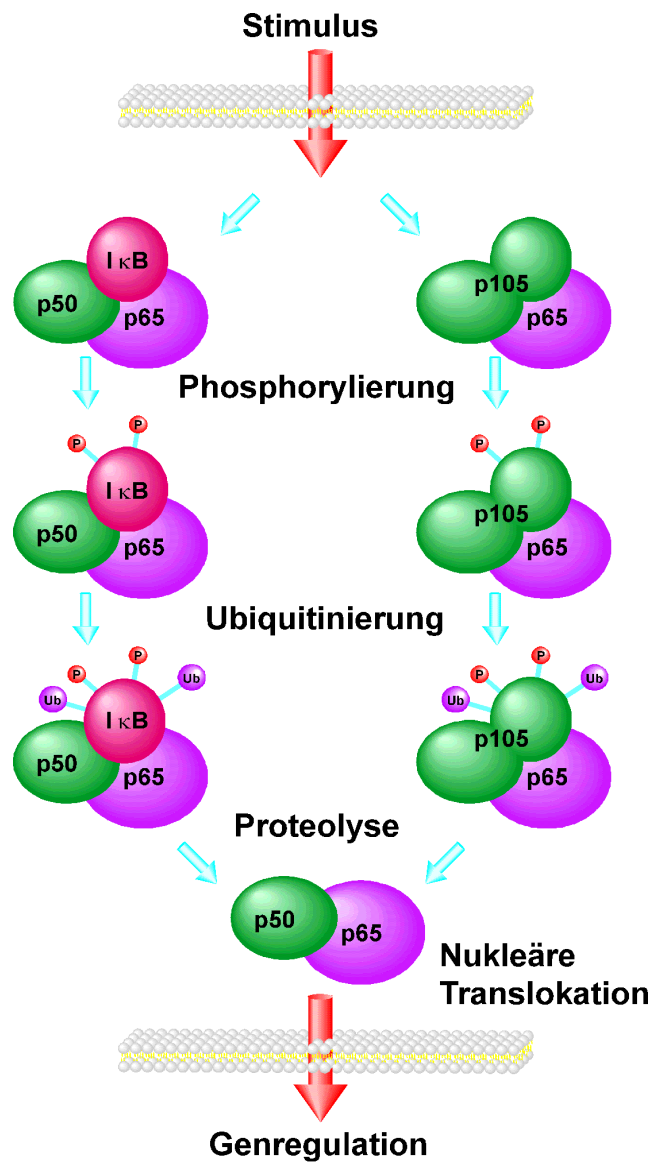 Stimulus
IκB
p50
p65
p105
p65
Phosphorylierung
P
P
IκB
p50
p65
P
P
p105
p65
Ubiquitinierung
P
P
Ub
Ub
IκB
p50
p65
P
P
Ub
Ub
p105
p65
Proteolyse
p50
p65
Nukleäre
Translokation
Genregulation